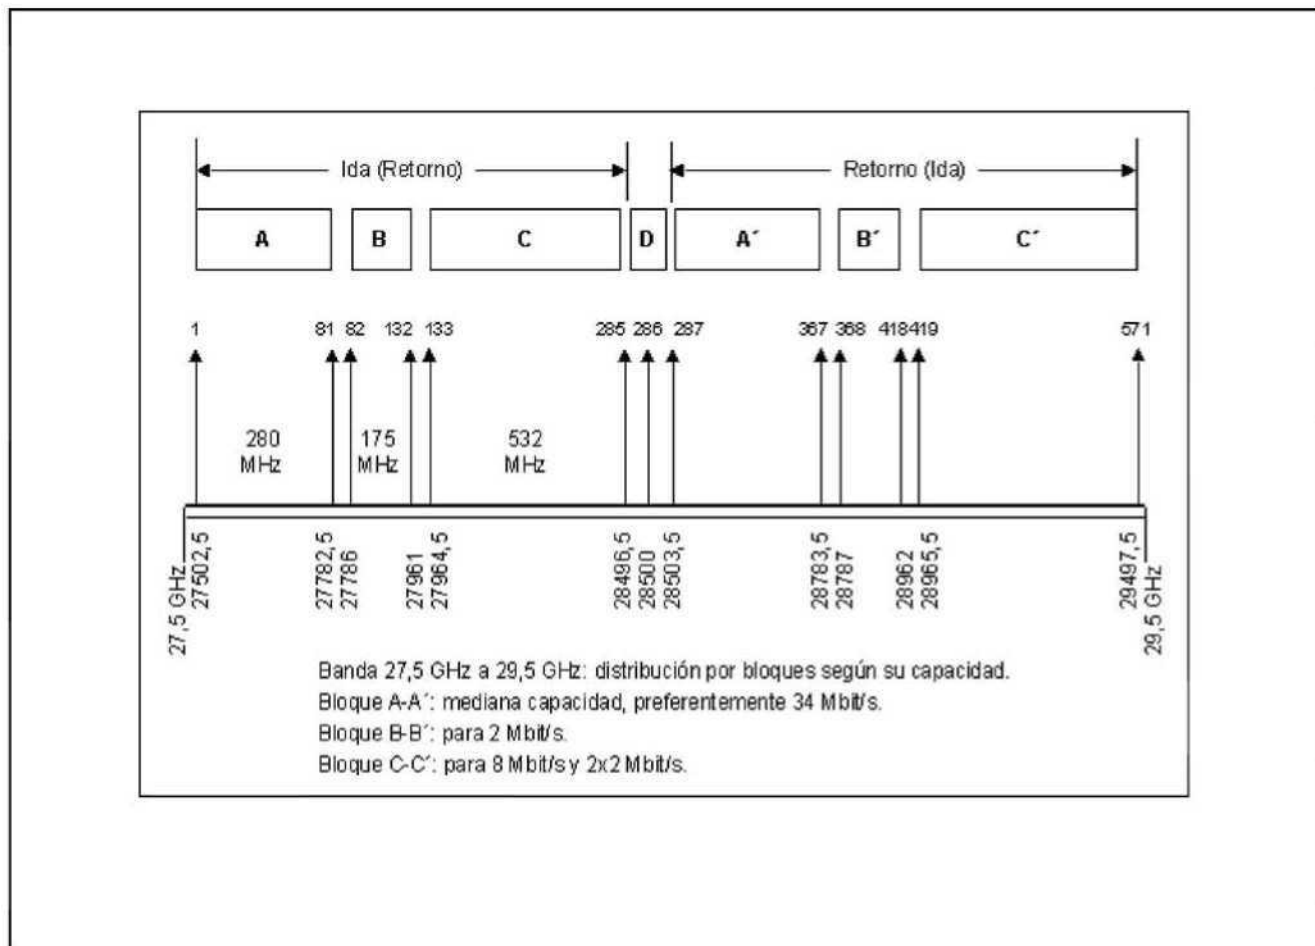 Ida (Retorno) Retorno (Ida)
A B C D A´ B´ C´
1 81 82 132 133 285 286 287 367 368 418 419 571
280 175 532
MHz MHz MHz
27,5 GHz 27502,5 27782,5 27786 27961 27964,5 28496,5 28500 28503,5 28783,5 28787 28962 28965,5 29497,5 29,5 GHz
Banda 27,5 GHz a 29,5 GHz: distribución por bloques según su capacidad.
Bloque A-A´: mediana capacidad, preferentemente 34 Mbit/s.
Bloque B-B´: para 2 Mbit/s.
Bloque C-C´: para 8 Mbit/s y 2x2 Mbit/s.